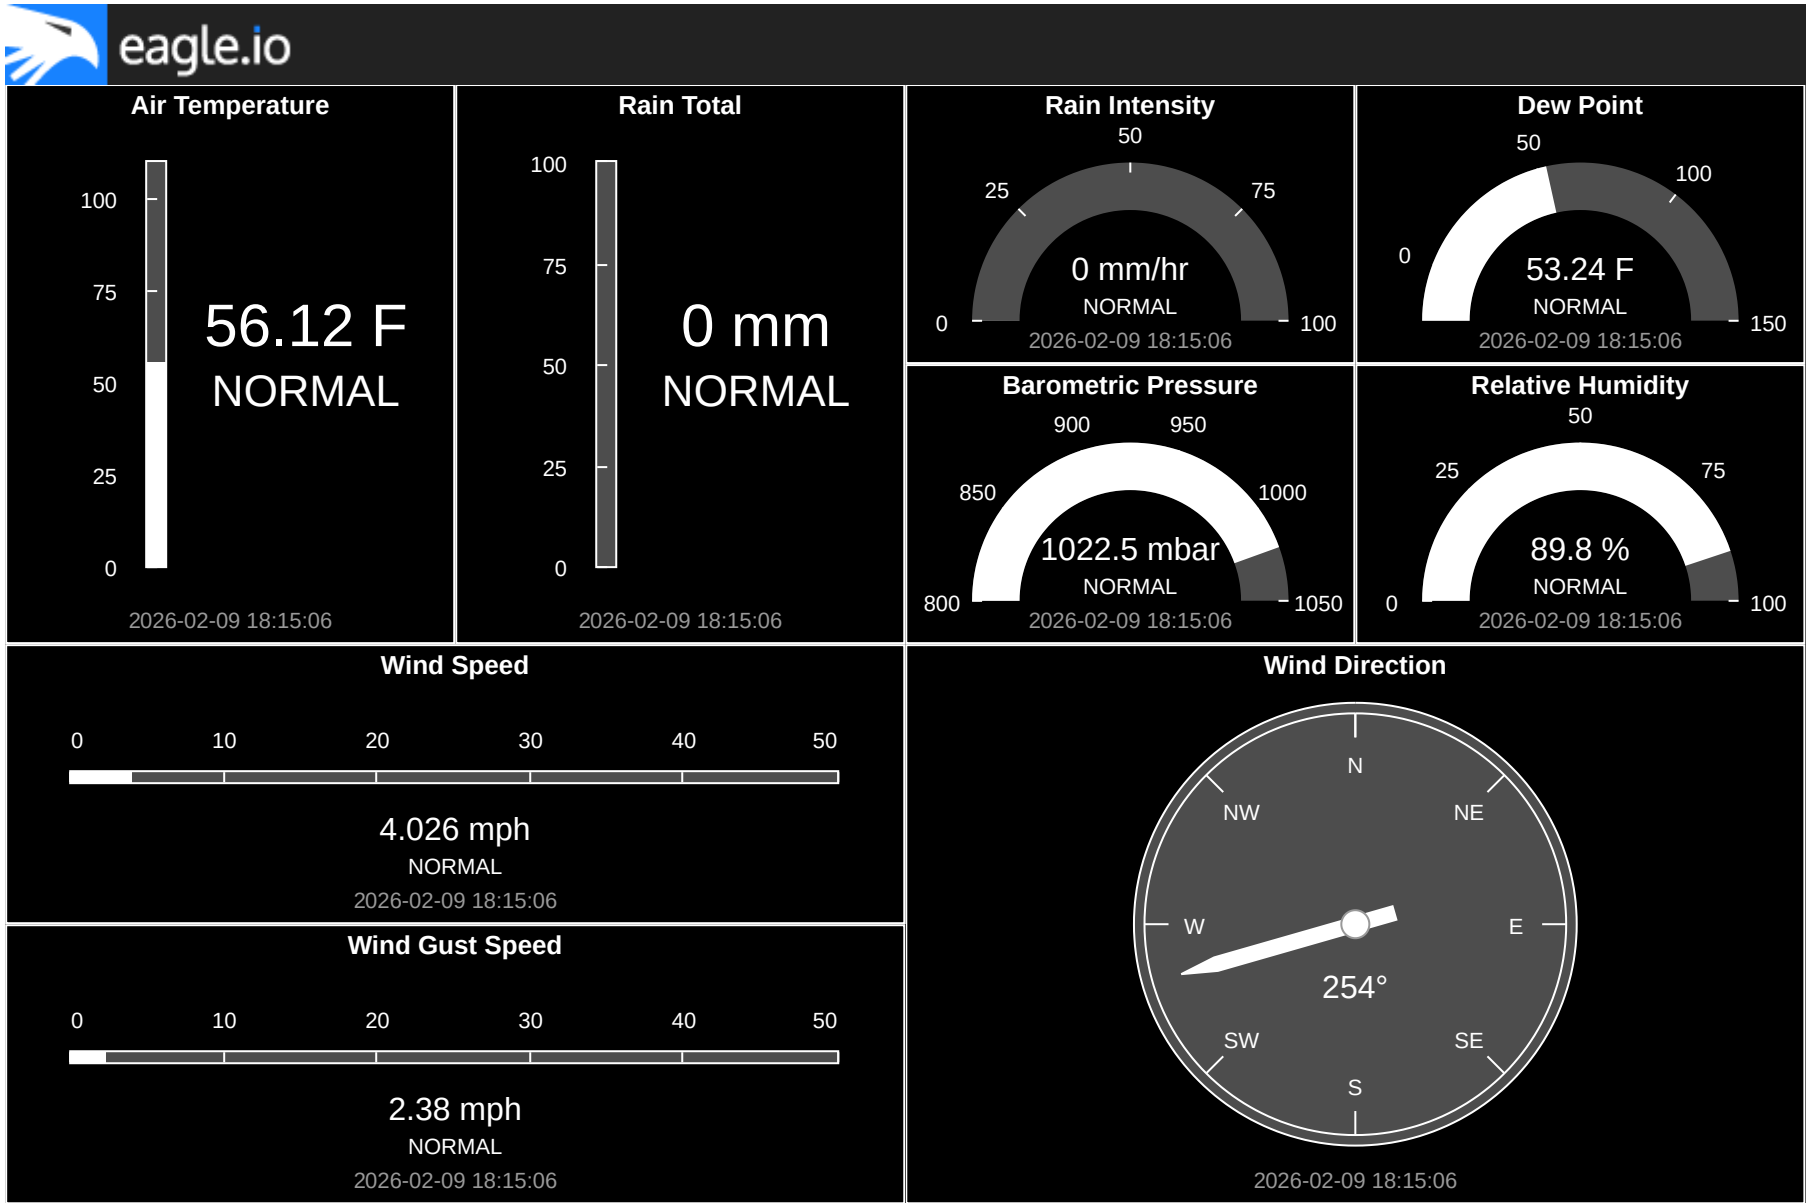 eagle.io
Air Temperature
100
75
50
25
0
56.12 F
NORMAL
2026-02-09 18:15:06
Rain Total
100
75
50
25
0
0 mm
NORMAL
2026-02-09 18:15:06
Rain Intensity
50
25
75
0
100
0 mm/hr
NORMAL
2026-02-09 18:15:06
Dew Point
50
100
0
150
53.24 F
NORMAL
2026-02-09 18:15:06
Barometric Pressure
900 950
850 1000
1022.5 mbar
NORMAL
800 1050
2026-02-09 18:15:06
Relative Humidity
50
25 75
89.8 %
NORMAL
0 100
2026-02-09 18:15:06
Wind Speed
0 10 20 30 40 50
4.026 mph
NORMAL
2026-02-09 18:15:06
Wind Gust Speed
0 10 20 30 40 50
2.38 mph
NORMAL
2026-02-09 18:15:06
Wind Direction
N
NW NE
W E
254°
SW SE
S
2026-02-09 18:15:06